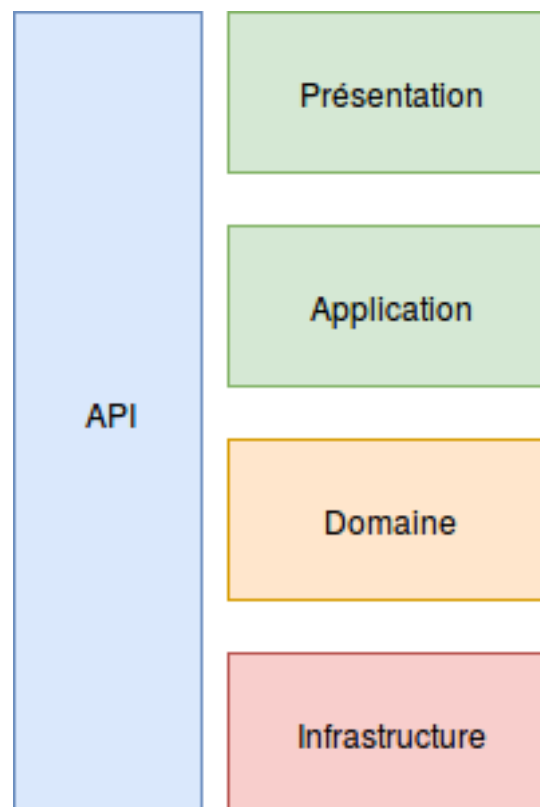 API
Présentation
Application
Domaine
Infrastructure